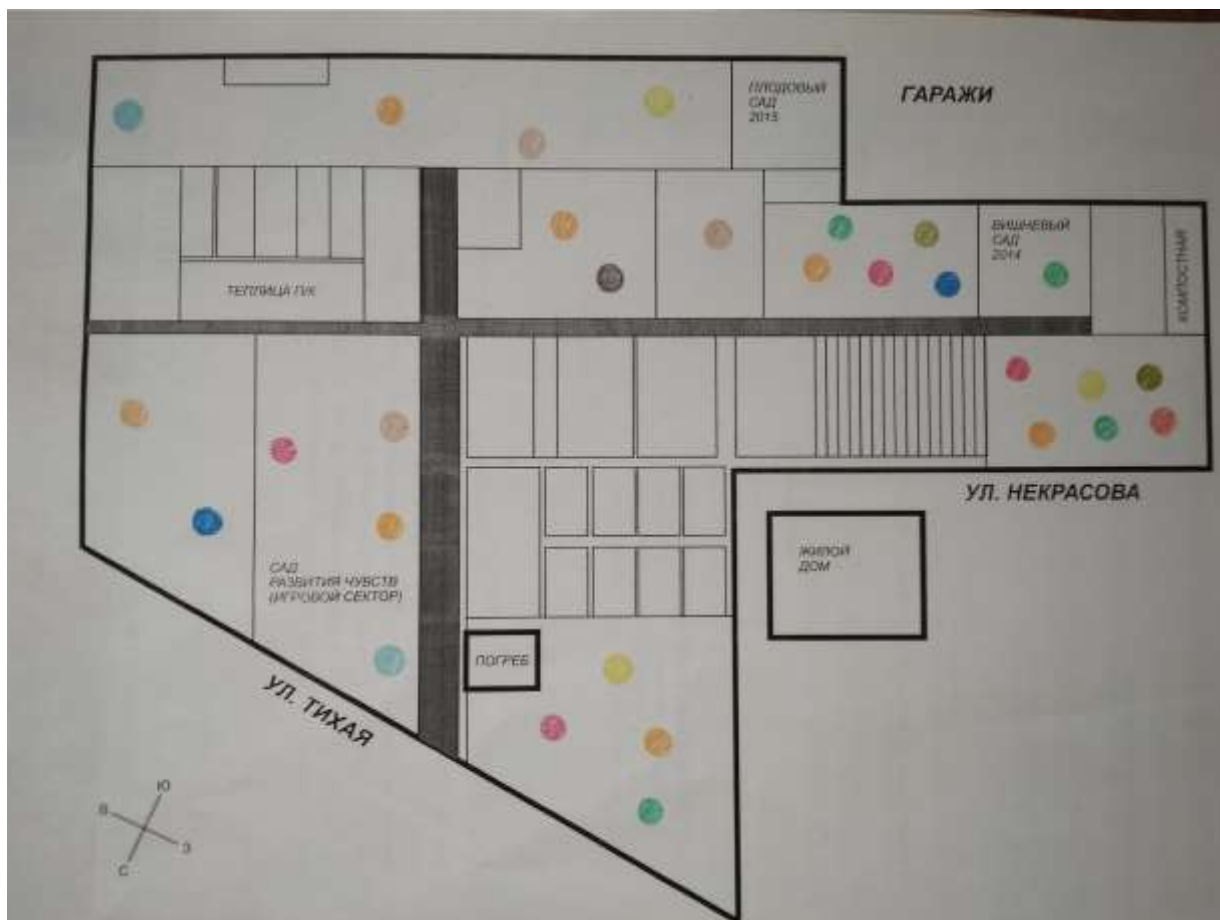 ПЛОДОВЫЙ
САД
2015
ГАРАЖИ
ВИШНЕВЫЙ
САД
2014
КОМПОСТНАЯ
ТЕПЛИЦА П/К
УЛ. НЕКРАСОВА
ЖИЛОЙ
ДОМ
САД
РАЗВИТИЯ ЧУВСТВ
(ИГРОВОЙ СЕКТОР)
ПОГРЕБ
УЛ. ТИХАЯ
Ю
В
З
С